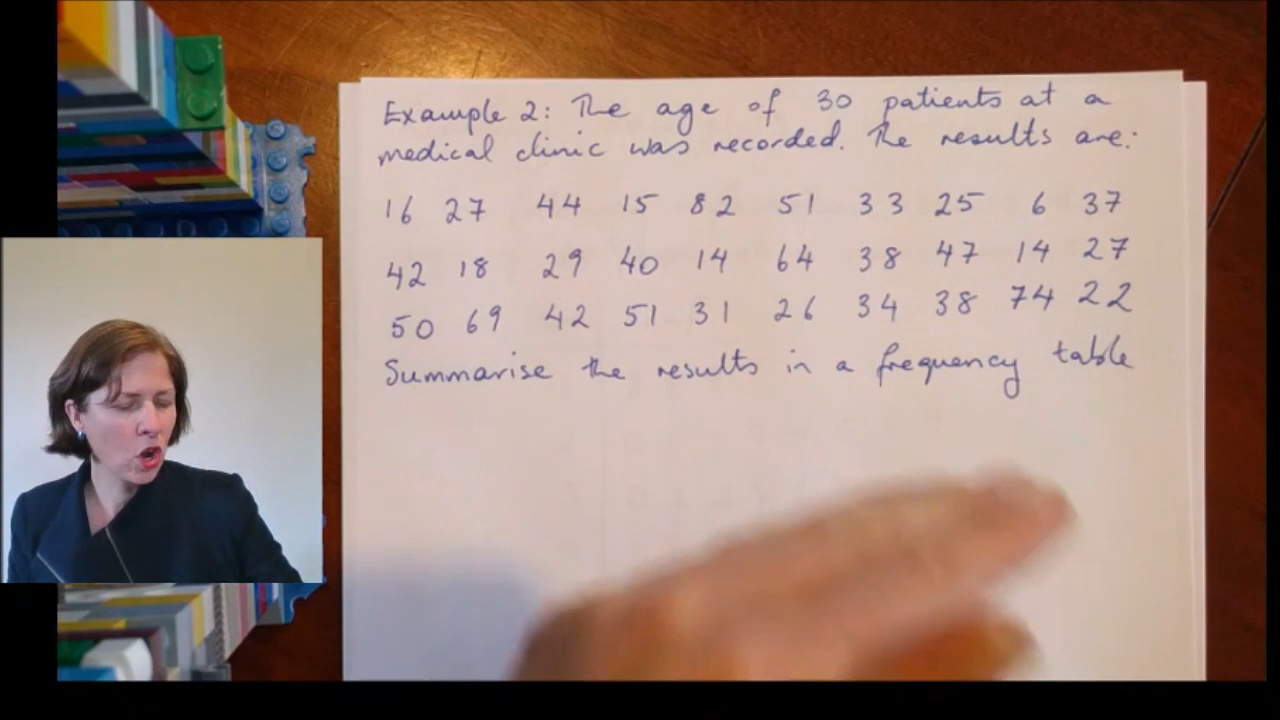 Example 2: The age of 30 patients at a
medical clinic was recorded. The results are:
16 27 44 15 82 51 33 25 6 37
42 18 29 40 14 64 38 47 14 27
50 69 42 51 31 26 34 38 74 22
Summarise the results in a frequency table